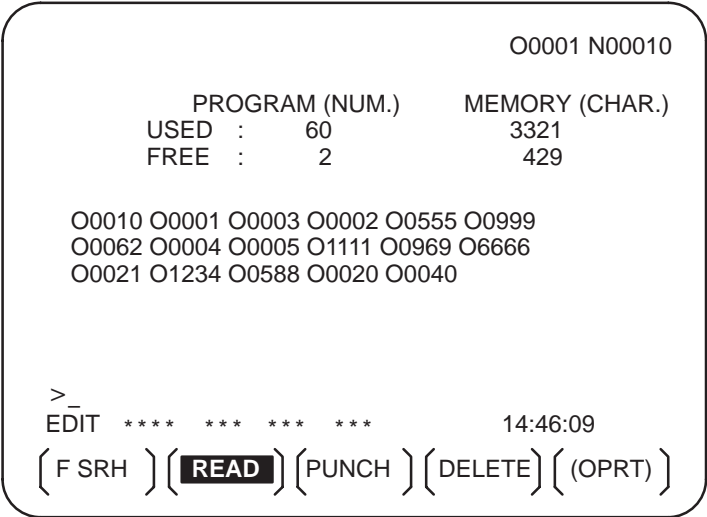 O0001 N00010
PROGRAM (NUM.) MEMORY (CHAR.)
USED : 60 3321
FREE : 2 429
O0010 O0001 O0003 O0002 O0555 O0999
O0062 O0004 O0005 O1111 O0969 O6666
O0021 O1234 O0588 O0020 O0040
>_
EDIT **** *** *** *** 14:46:09
F SRH READ PUNCH DELETE (OPRT)